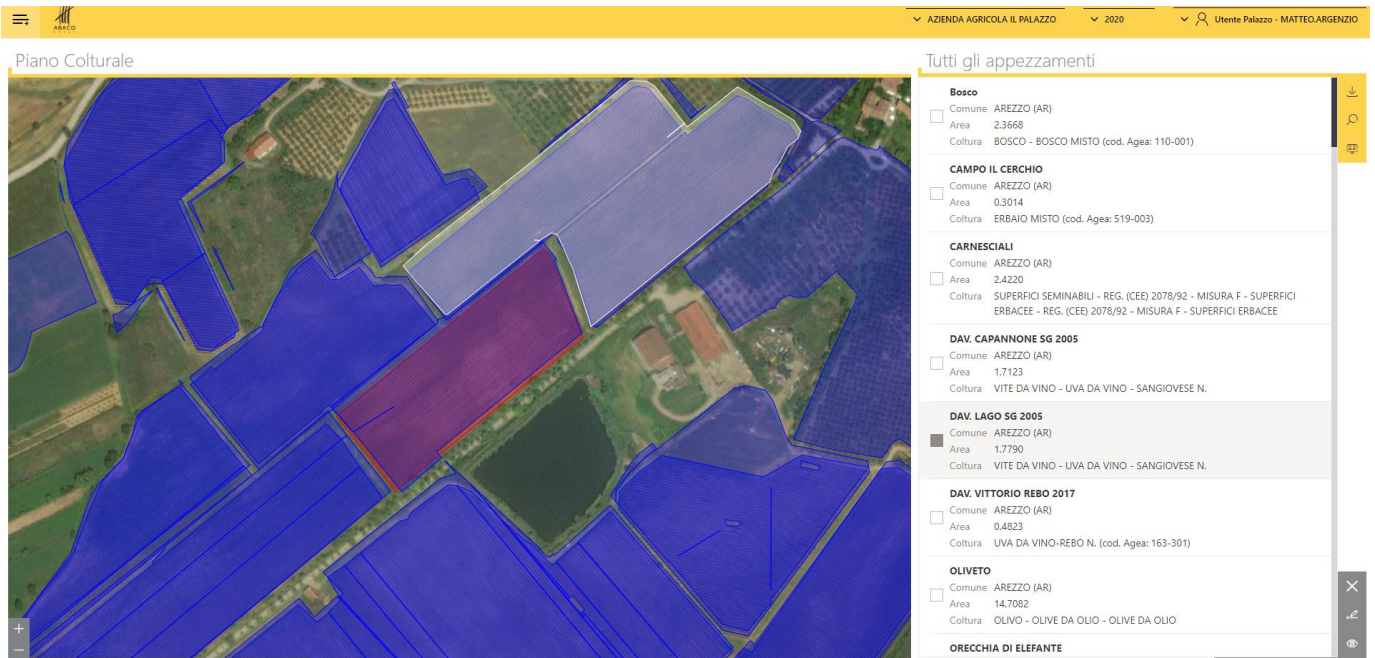 ABACO
AZIENDA AGRICOLA IL PALAZZO
2020
Utente Palazzo - MATTEO.ARGENZIO
Piano Colturale
Tutti gli appezzamenti
Bosco
Comune AREZZO (AR)
Area 2.3668
Coltura BOSCO - BOSCO MISTO (cod. Agea: 110-001)
CAMPO IL CERCHIO
Comune AREZZO (AR)
Area 0.3014
Coltura ERBAIO MISTO (cod. Agea: 519-003)
CARNESCIALI
Comune AREZZO (AR)
Area 2.4220
Coltura SUPERFICI SEMINABILI - REG. (CEE) 2078/92 - MISURA F - SUPERFICI
ERBACEE - REG. (CEE) 2078/92 - MISURA F - SUPERFICI ERBACEE
DAV. CAPANNONE SG 2005
Comune AREZZO (AR)
Area 1.7123
Coltura VITE DA VINO - UVA DA VINO - SANGIOVESE N.
DAV. LAGO SG 2005
Comune AREZZO (AR)
Area 1.7790
Coltura VITE DA VINO - UVA DA VINO - SANGIOVESE N.
DAV. VITTORIO REBO 2017
Comune AREZZO (AR)
Area 0.4823
Coltura UVA DA VINO-REBO N. (cod. Agea: 163-301)
OLIVETO
Comune AREZZO (AR)
Area 14.7082
Coltura OLIVO - OLIVE DA OLIO - OLIVE DA OLIO
ORECCHIA DI ELEFANTE
+
−